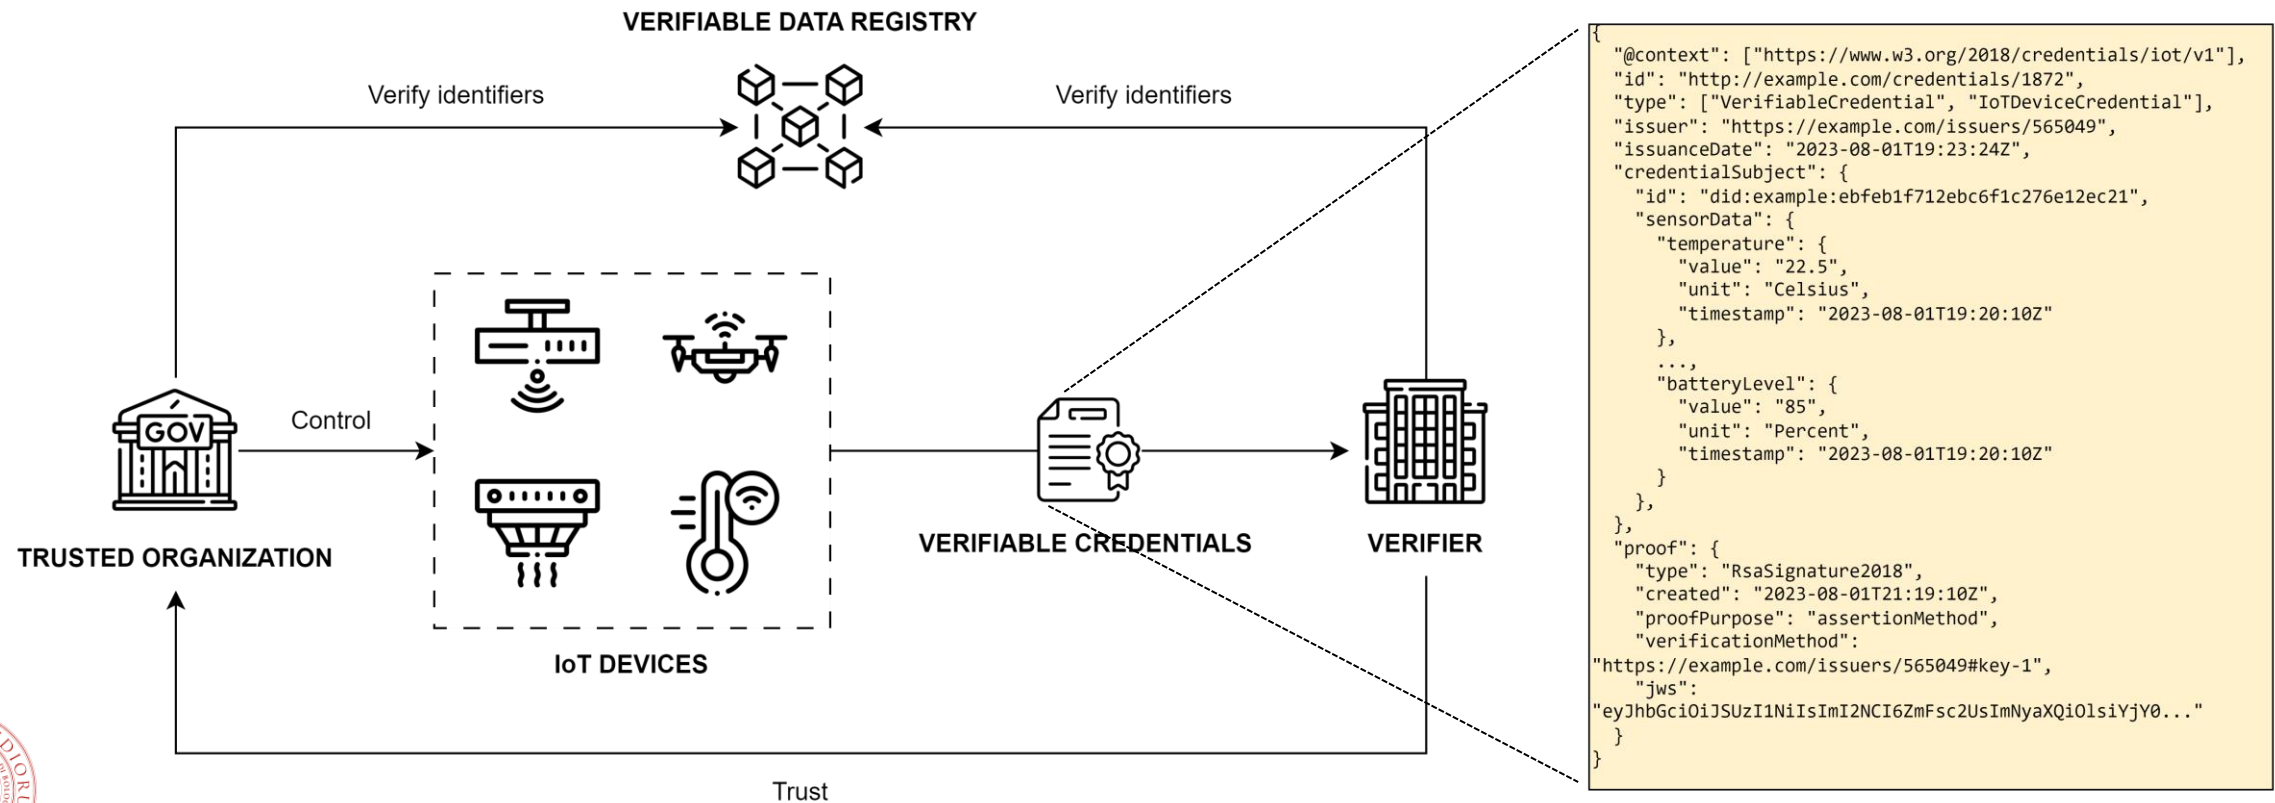 VERIFIABLE DATA REGISTRY
Verify identifiers
Verify identifiers
GOV
Control
TRUSTED ORGANIZATION
IoT DEVICES
VERIFIABLE CREDENTIALS
VERIFIER
Trust
{
"@context": ["https://www.w3.org/2018/credentials/iot/v1"],
"id": "http://example.com/credentials/1872",
"type": ["VerifiableCredential", "IoTDeviceCredential"],
"issuer": "https://example.com/issuers/565049",
"issuanceDate": "2023-08-01T19:23:24Z",
"credentialSubject": {
"id": "did:example:ebfeb1f712ebc6f1c276e12ec21",
"sensorData": {
"temperature": {
"value": "22.5",
"unit": "Celsius",
"timestamp": "2023-08-01T19:20:10Z"
},
...,
"batteryLevel": {
"value": "85",
"unit": "Percent",
"timestamp": "2023-08-01T19:20:10Z"
}
},
},
"proof": {
"type": "RsaSignature2018",
"created": "2023-08-01T21:19:10Z",
"proofPurpose": "assertionMethod",
"verificationMethod":
"https://example.com/issuers/565049#key-1",
"jws":
"eyJhbGciOiJSUzI1NiIsImI2NCI6ZmFsc2UsImNyaXQiOlsiYjY0..."
}
}